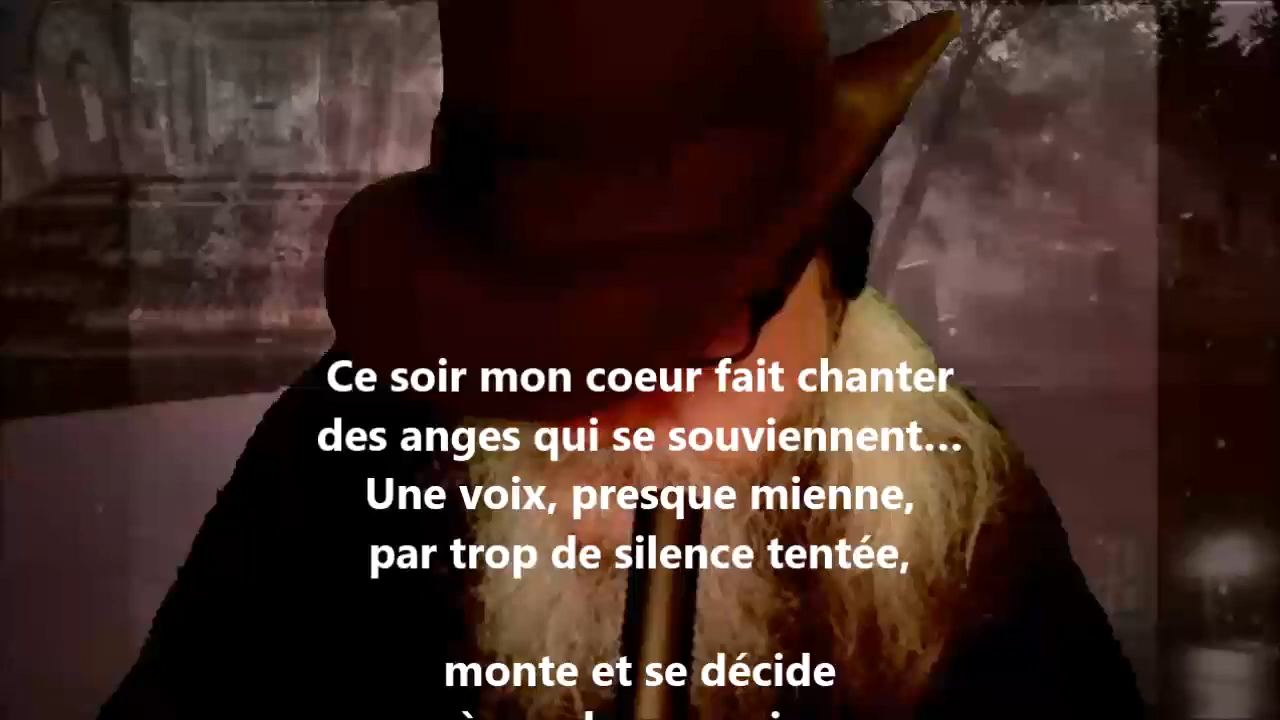 Ce soir mon coeur fait chanter
des anges qui se souviennent...
Une voix, presque mienne,
par trop de silence tentée,
monte et se décide